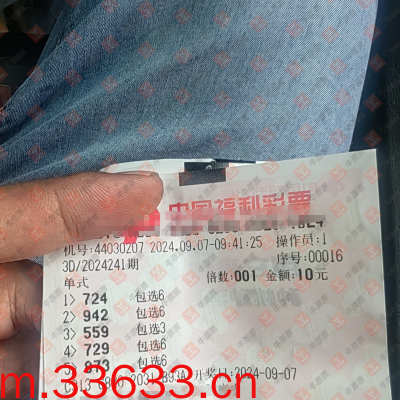 中国福利彩票
机号:44030207 2024.09.07-09:41:25 操作员:1
3D/2024241期 序号:00016
单式 倍数:001 金额:10元
1> 724 包选6
2> 942 包选6
3> 559 包选3
4> 729 包选6
873 包选6
开奖日:2024-09-07
m.33633.cn